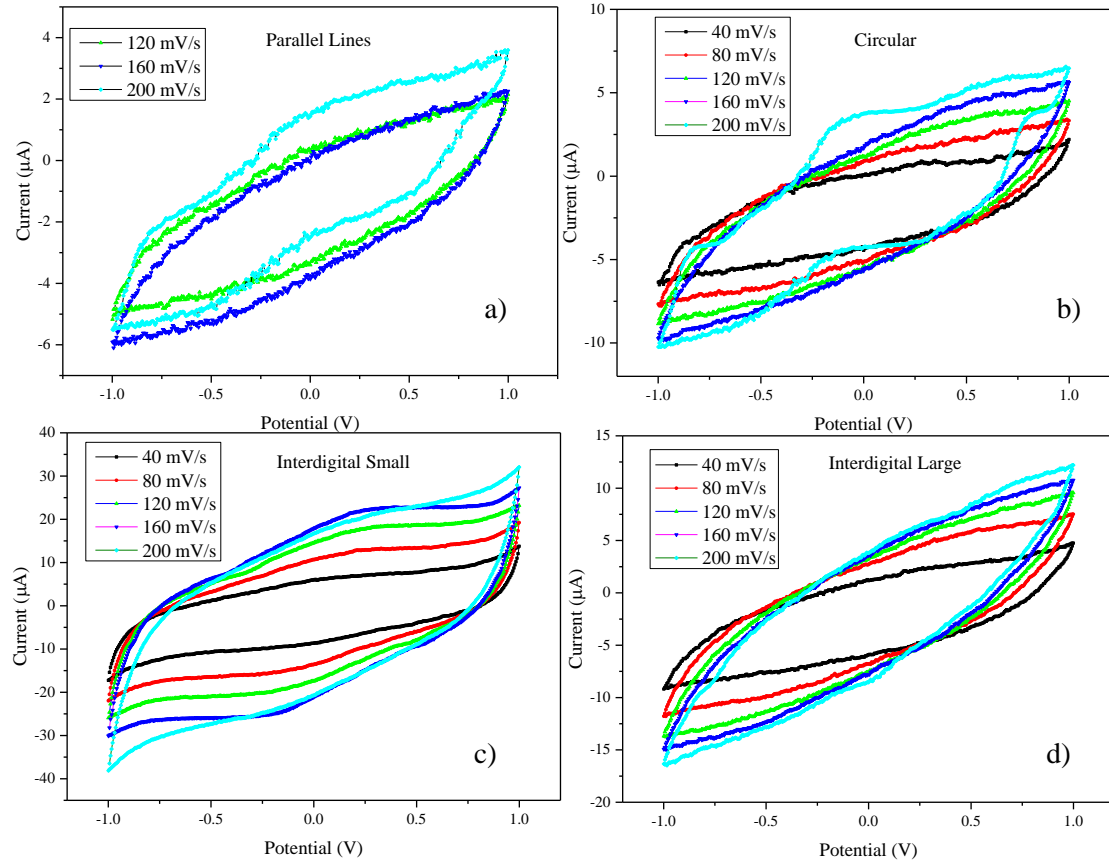 Parallel Lines
120 mV/s
160 mV/s
200 mV/s
4
2
0
-2
-4
-6
Current (µA)
-1.0
-0.5
0.0
0.5
1.0
Potential (V)
a)
Circular
40 mV/s
80 mV/s
120 mV/s
160 mV/s
200 mV/s
10
5
0
-5
-10
Current (µA)
-1.0
-0.5
0.0
0.5
1.0
Potential (V)
b)
Interdigital Small
40 mV/s
80 mV/s
120 mV/s
160 mV/s
200 mV/s
40
30
20
10
0
-10
-20
-30
-40
Current (µA)
-1.0
-0.5
0.0
0.5
1.0
Potential (V)
c)
Interdigital Large
40 mV/s
80 mV/s
120 mV/s
160 mV/s
200 mV/s
15
10
5
0
-5
-10
-15
-20
Current (µA)
-1.0
-0.5
0.0
0.5
1.0
Potential (V)
d)